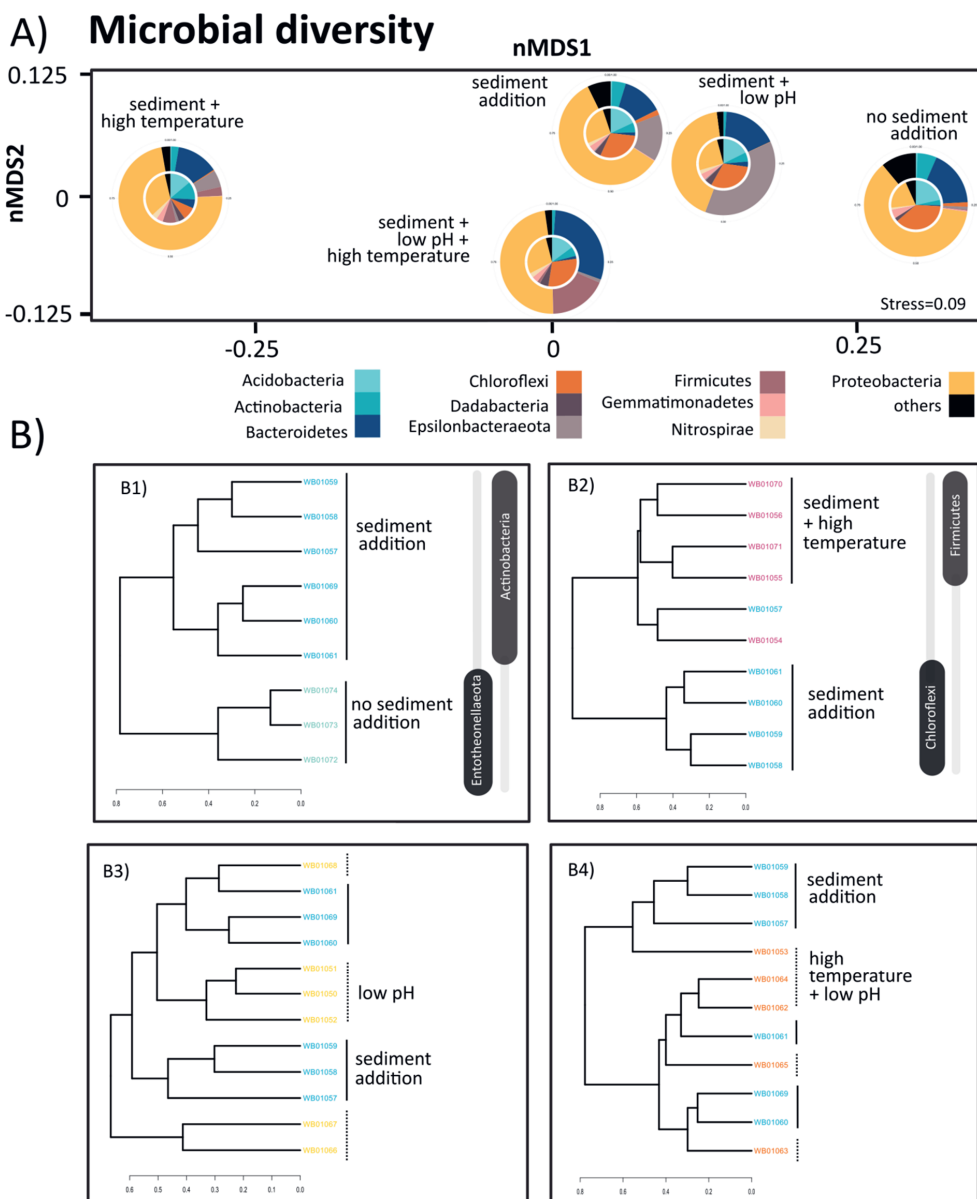 A) Microbial diversity
nMDS1
nMDS2
0.125
0
-0.125
sediment +
high temperature
sediment
addition
sediment +
low pH
no sediment
addition
sediment +
low pH +
high temperature
Stress=0.09
-0.25
0
0.25
Acidobacteria
Actinobacteria
Bacteroidetes
Chloroflexi
Dadabacteria
Epsilonbacteraeota
Firmicutes
Gemmatimonadetes
Nitrospirae
Proteobacteria
others
B)
B1)
WB01059
WB01058
WB01057
WB01069
WB01060
WB01061
WB01074
WB01073
WB01072
sediment
addition
no sediment
addition
Entotheonellaeota
Actinobacteria
0.8 0.6 0.4 0.2 0.0
B2)
WB01070
WB01056
WB01071
WB01055
WB01057
WB01054
WB01061
WB01060
WB01059
WB01058
sediment
+ high
temperature
sediment
addition
Chloroflexi
Firmicutes
0.8 0.6 0.4 0.2 0.0
B3)
WB01068
WB01061
WB01069
WB01060
WB01051
WB01050
WB01052
WB01059
WB01058
WB01057
WB01067
WB01066
low pH
sediment
addition
0.6 0.5 0.4 0.3 0.2 0.1 0.0
B4)
WB01059
WB01058
WB01057
WB01053
WB01064
WB01062
WB01061
WB01065
WB01069
WB01060
WB01063
sediment
addition
high
temperature
+ low pH
0.8 0.6 0.4 0.2 0.0